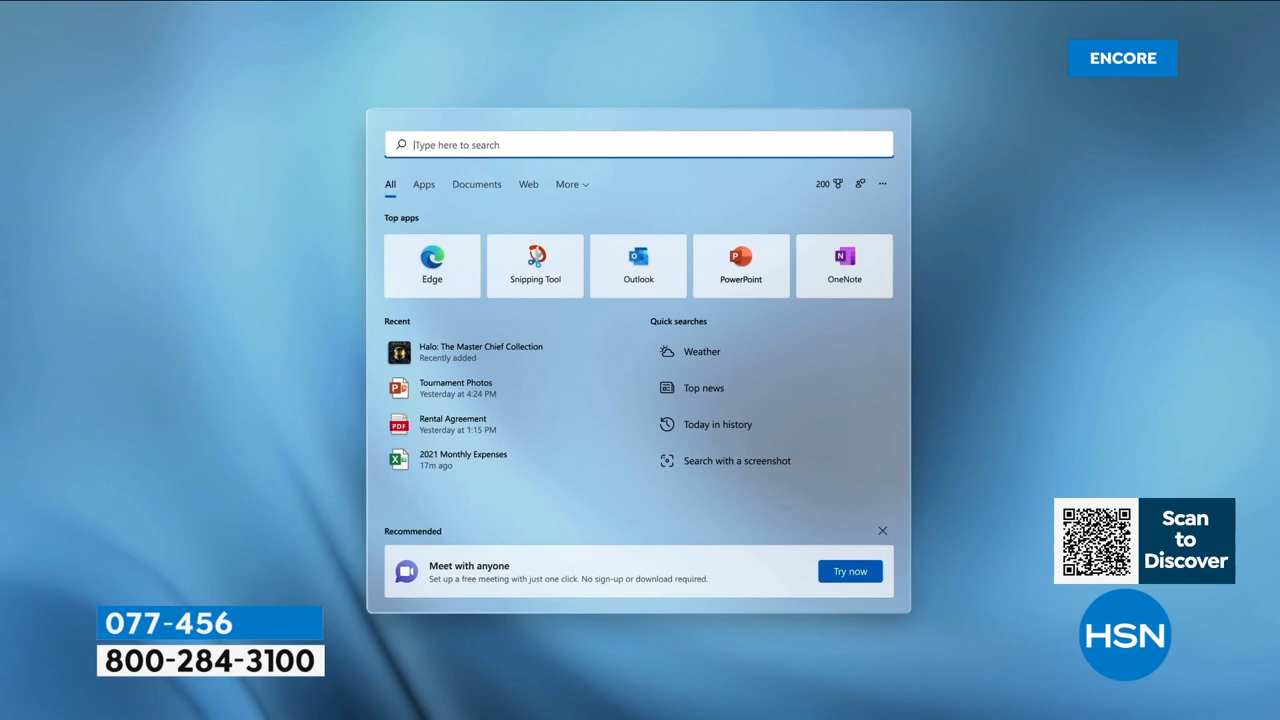 ENCORE
Type here to search
All Apps Documents Web More
200
Top apps
Edge Snipping Tool Outlook PowerPoint OneNote
Recent
Quick searches
Halo: The Master Chief Collection
Recently added
Weather
Tournament Photos
Yesterday at 4:24 PM
Top news
Rental Agreement
Yesterday at 1:15 PM
Today in history
2021 Monthly Expenses
17m ago
Search with a screenshot
PDF
Recommended
Meet with anyone
Set up a free meeting with just one click. No sign-up or download required.
Try now
Scan
to
Discover
077-456
800-284-3100
HSN